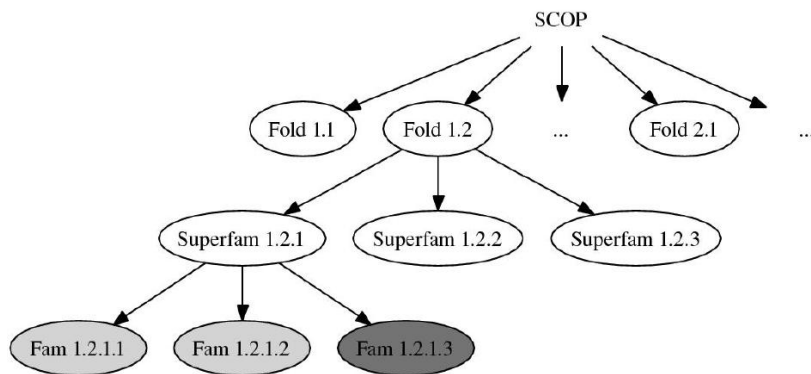 SCOP
Fold 1.1 Fold 1.2 ... Fold 2.1 ...
Superfam 1.2.1 Superfam 1.2.2 Superfam 1.2.3
Fam 1.2.1.1 Fam 1.2.1.2 Fam 1.2.1.3